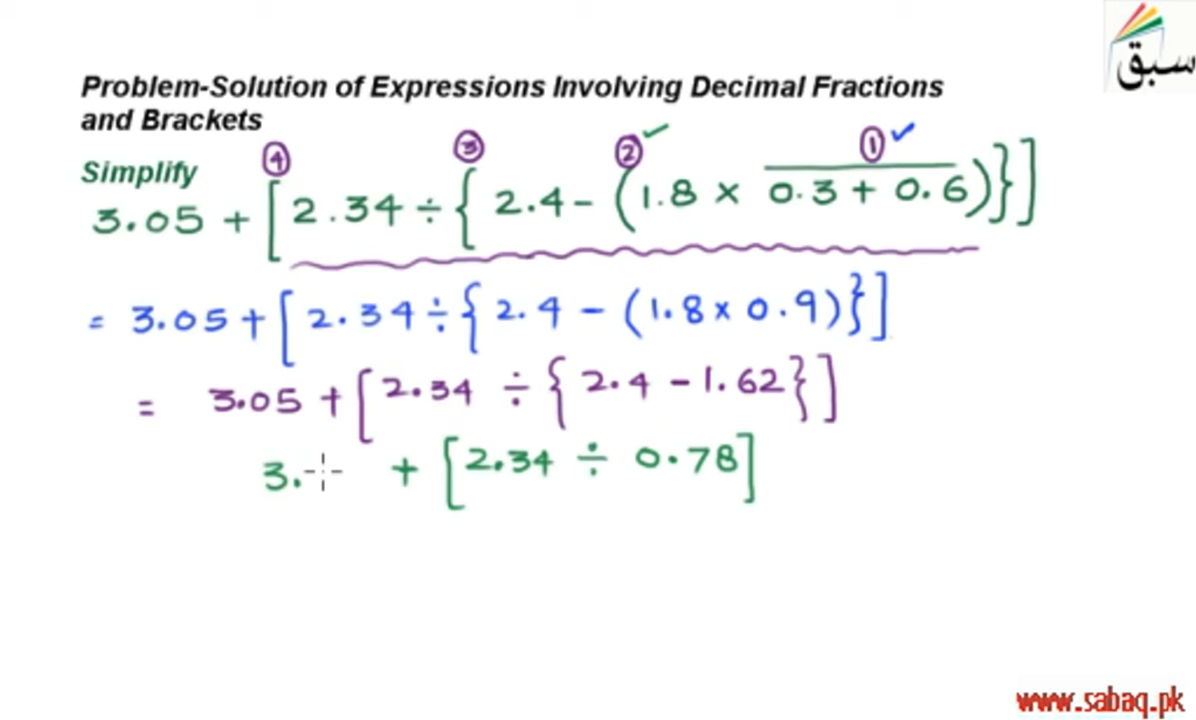 سبق
Problem-Solution of Expressions Involving Decimal Fractions
and Brackets
④ ③ ②✓ ①✓
Simplify
3.05 + [2.34 ÷ {2.4 - (1.8 × \overline{0.3 + 0.6})}]
= 3.05 + [2.34 ÷ {2.4 - (1.8 × 0.9)}]
= 3.05 + [2.34 ÷ {2.4 - 1.62}]
3. + [2.34 ÷ 0.78]
www.sabaq.pk